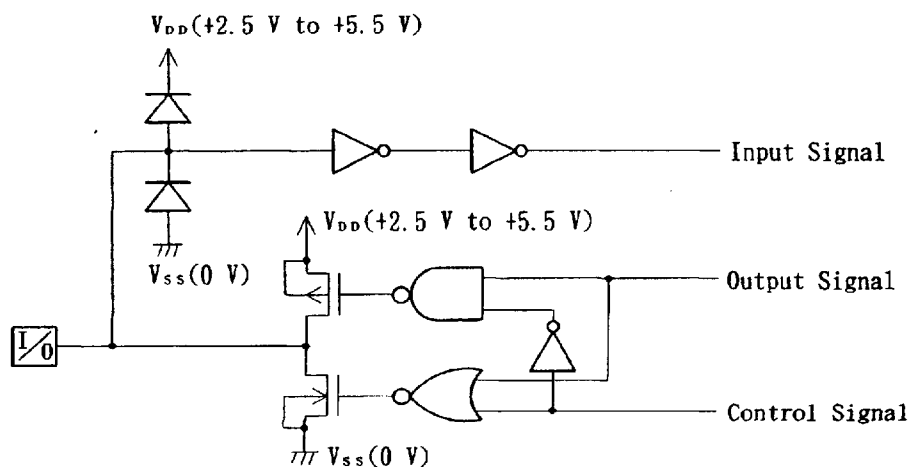 VDD(+2.5 V to +5.5 V)
Input Signal
VDD(+2.5 V to +5.5 V)
VSS(0 V)
Output Signal
I/O
Control Signal
VSS(0 V)